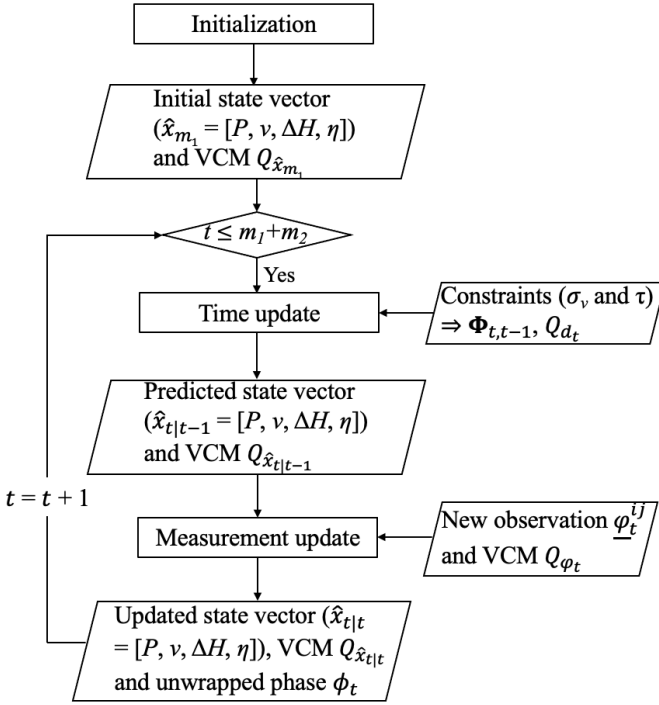 Initialization
Initial state vector
(x̂_{m_1} = [P, v, ΔH, η])
and VCM Q_{x̂_{m_1}}
t ≤ m_1+m_2
Yes
Time update
Constraints (σ_v and τ)
⇒ Φ_{t,t−1}, Q_{d_t}
Predicted state vector
(x̂_{t|t−1} = [P, v, ΔH, η])
and VCM Q_{x̂_{t|t−1}}
t = t + 1
Measurement update
New observation φ̲_t^{ij}
and VCM Q_{φ_t}
Updated state vector (x̂_{t|t}
= [P, v, ΔH, η]), VCM Q_{x̂_{t|t}}
and unwrapped phase ϕ_t